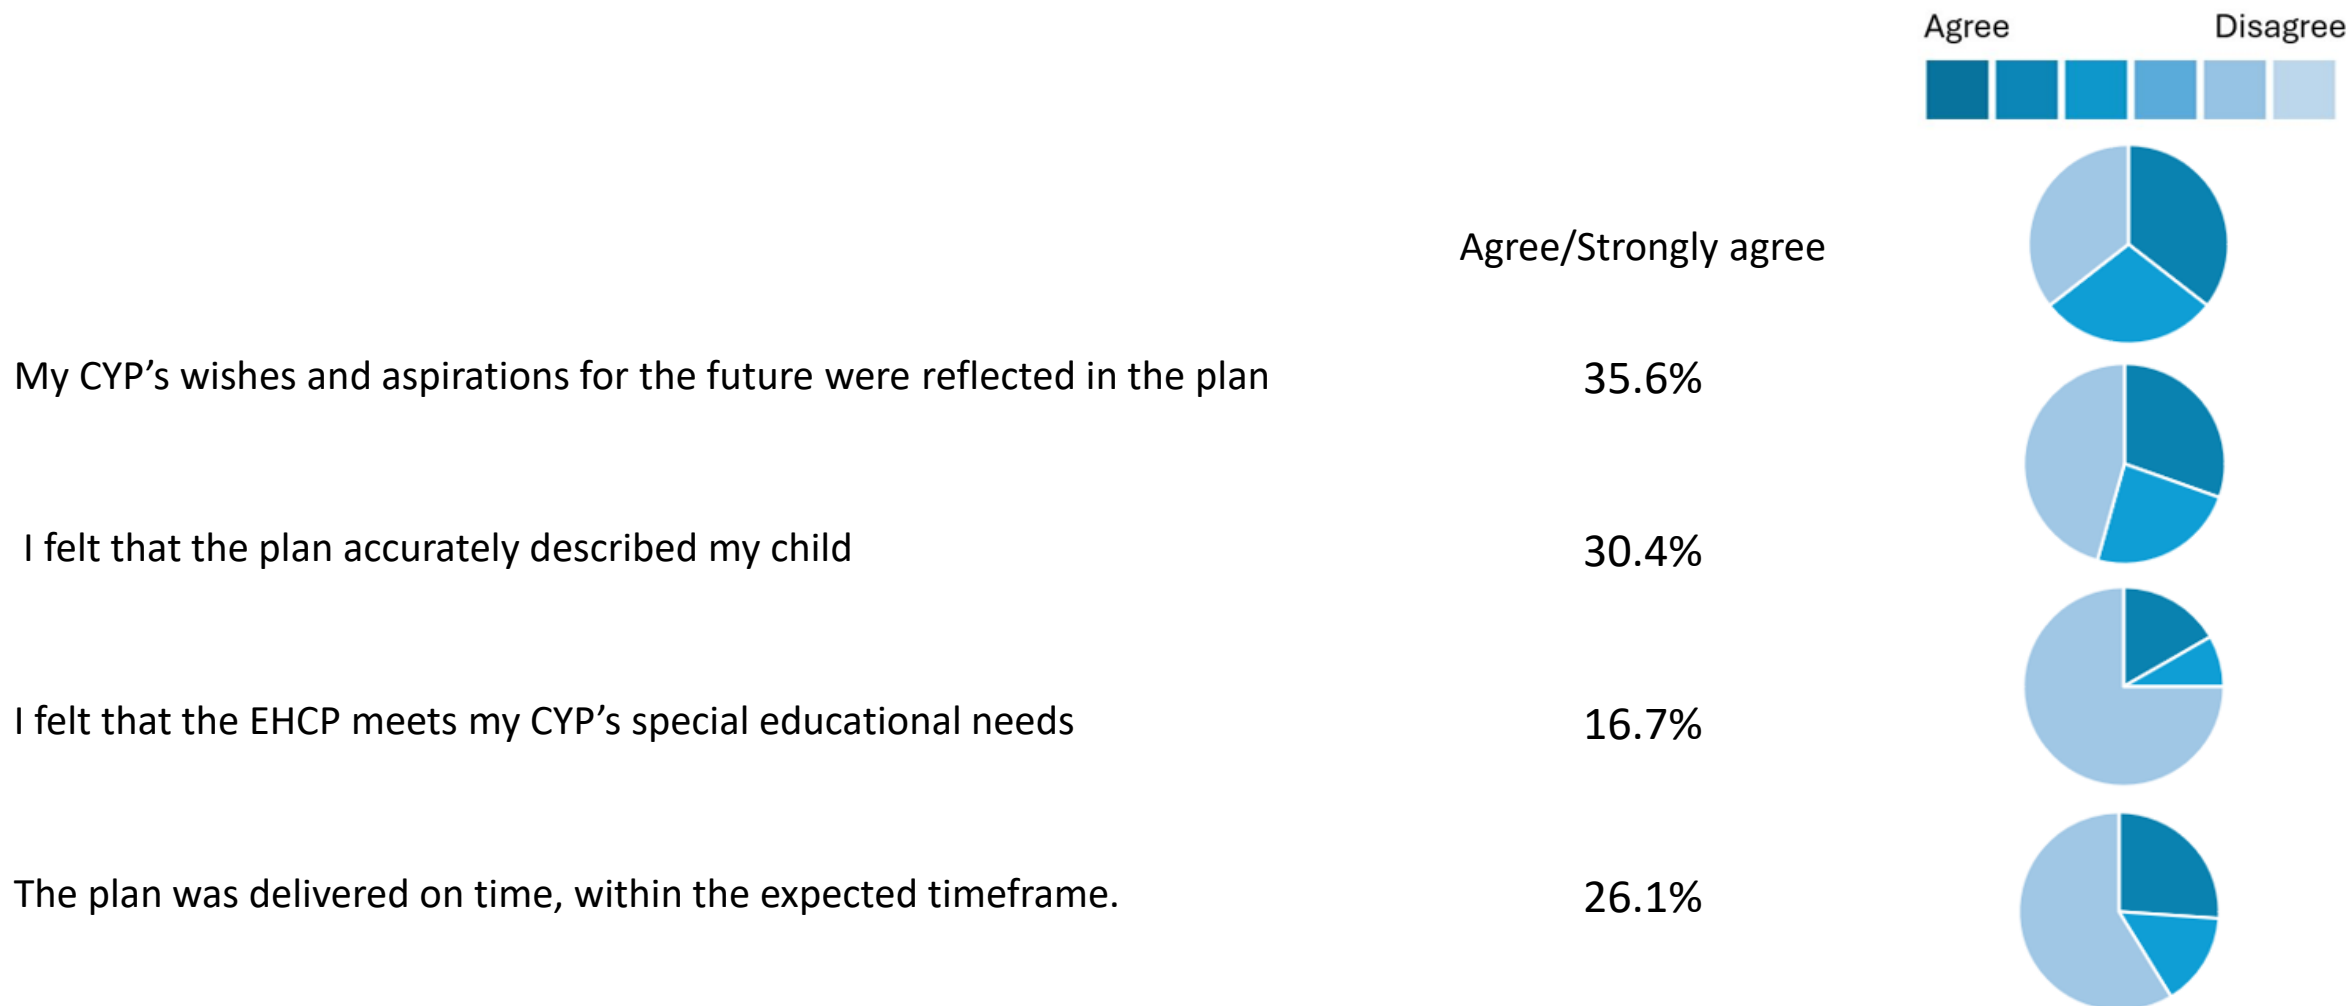 Agree Disagree
Agree/Strongly agree
My CYP’s wishes and aspirations for the future were reflected in the plan 35.6%
I felt that the plan accurately described my child 30.4%
I felt that the EHCP meets my CYP’s special educational needs 16.7%
The plan was delivered on time, within the expected timeframe. 26.1%